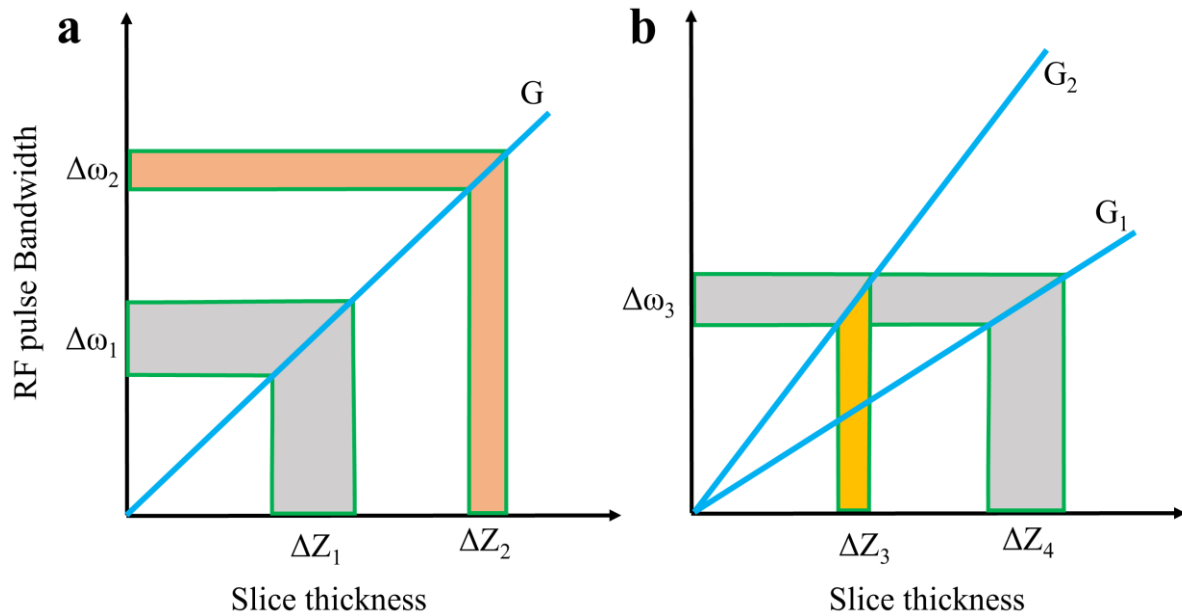 a
G
RF pulse Bandwidth
Δω₂
Δω₁
ΔZ₁
ΔZ₂
Slice thickness
b
G₂
G₁
Δω₃
ΔZ₃
ΔZ₄
Slice thickness